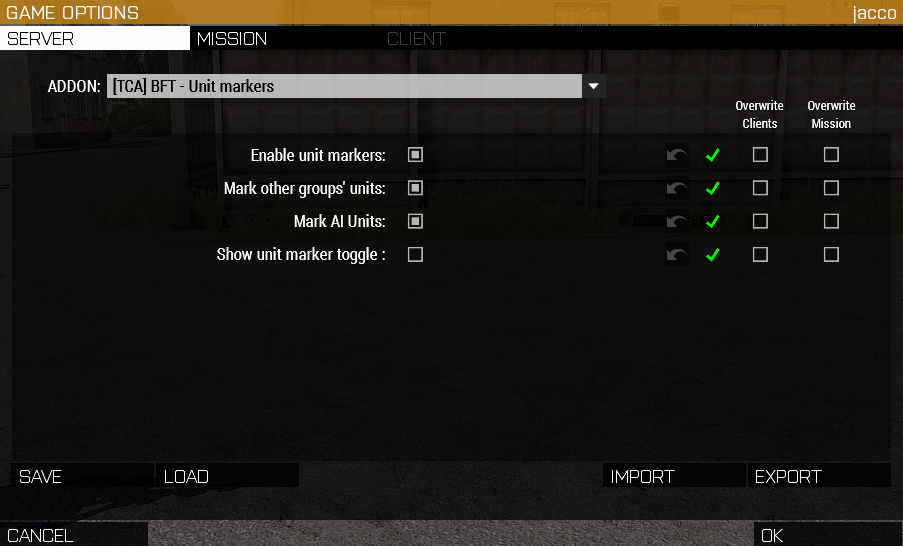 GAME OPTIONS jacco
SERVER MISSION CLIENT
ADDON: [TCA] BFT - Unit markers
Overwrite Clients Overwrite Mission
Enable unit markers:
Mark other groups' units:
Mark AI Units:
Show unit marker toggle :
SAVE LOAD IMPORT EXPORT
CANCEL OK